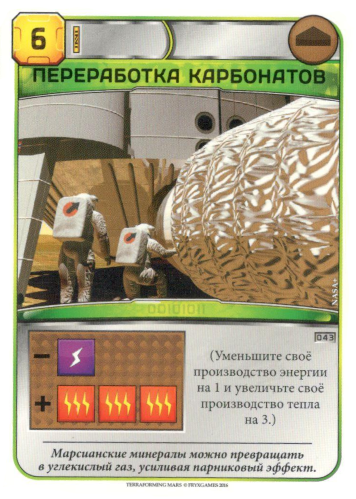 6
ПЕРЕРАБОТКА КАРБОНАТОВ
NASA
043
(Уменьшите своё
производство энергии
на 1 и увеличьте своё
производство тепла
на 3.)
−
+
Марсианские минералы можно превращать
в углекислый газ, усиливая парниковый эффект.
TERRAFORMING MARS © FRYXGAMES 2016